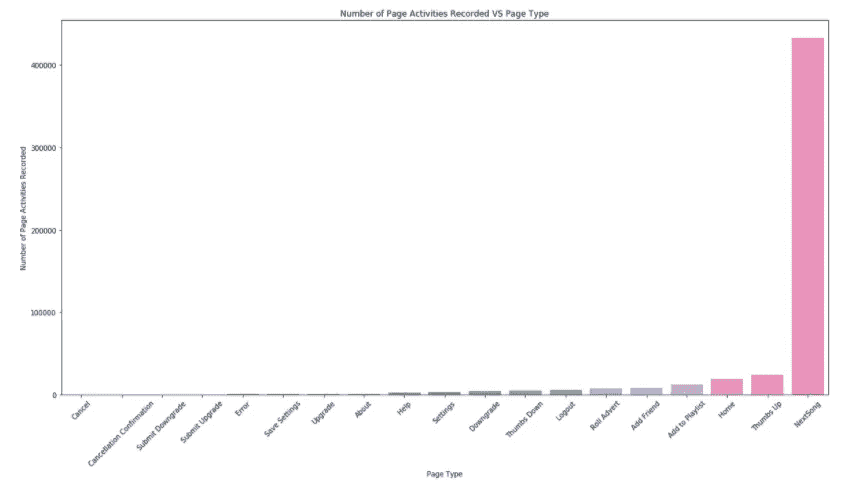 Number of Page Activities Recorded VS Page Type
Number of Page Activities Recorded
400000
300000
200000
100000
0
Cancel
Cancellation Confirmation
Submit Downgrade
Submit Upgrade
Error
Save Settings
Upgrade
About
Help
Settings
Downgrade
Thumbs Down
Logout
Roll Advert
Add Friend
Add to Playlist
Home
Thumbs Up
NextSong
Page Type